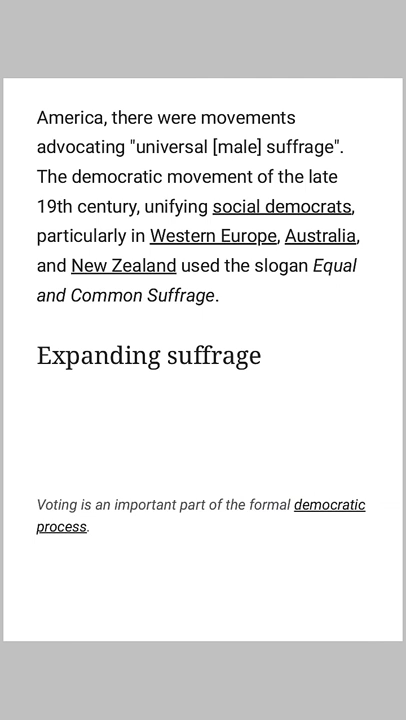 America, there were movements
advocating "universal [male] suffrage".
The democratic movement of the late
19th century, unifying social democrats,
particularly in Western Europe, Australia,
and New Zealand used the slogan Equal
and Common Suffrage.
Expanding suffrage
Voting is an important part of the formal democratic
process.